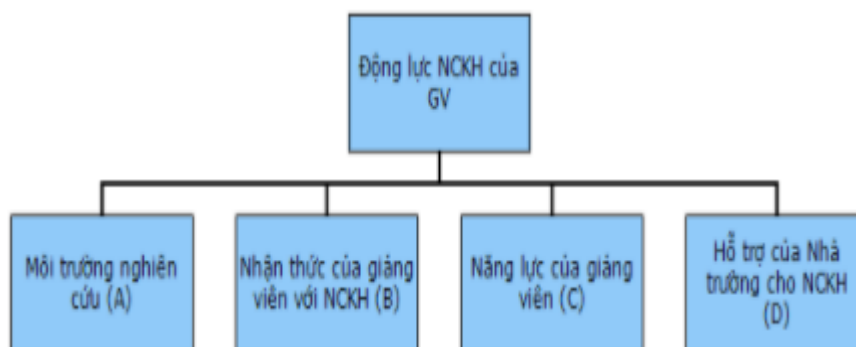 Động lực NCKH của
GV
Môi trường nghiên
cứu (A)
Nhận thức của giảng
viên với NCKH (B)
Năng lực của giảng
viên (C)
Hỗ trợ của Nhà
trường cho NCKH
(D)